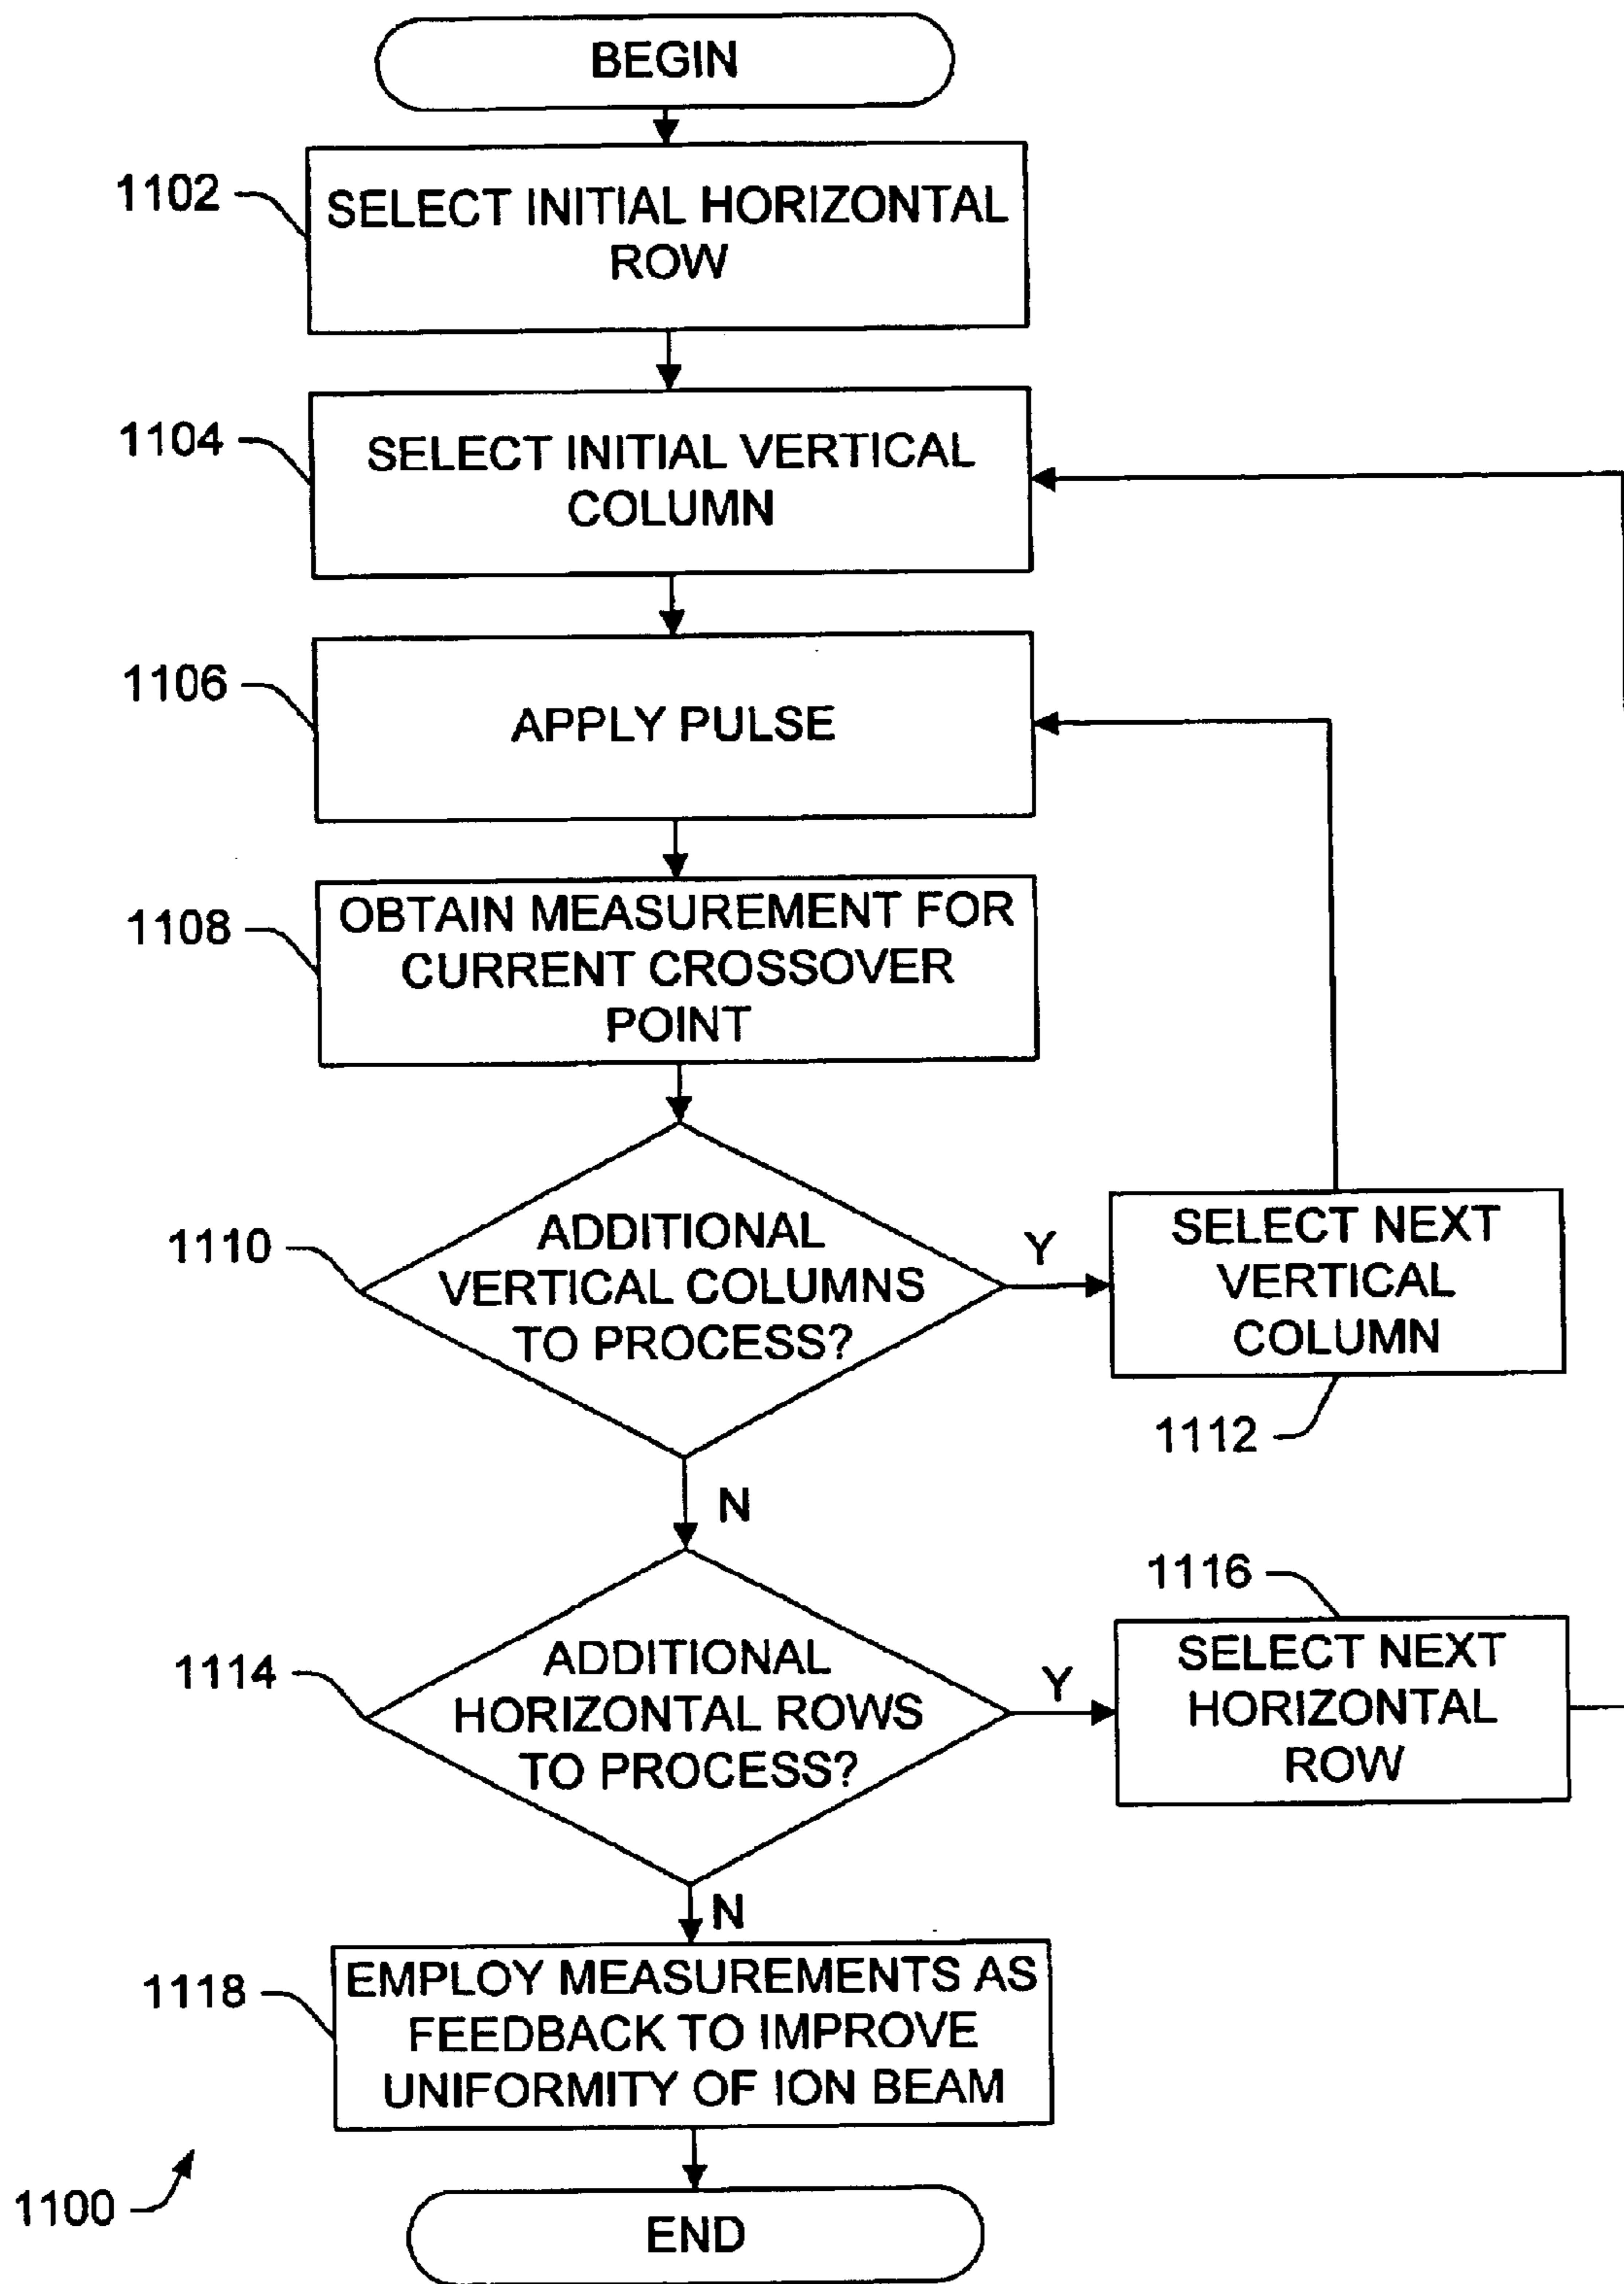 BEGIN
1102
SELECT INITIAL HORIZONTAL
ROW
1104
SELECT INITIAL VERTICAL
COLUMN
1106
APPLY PULSE
1108
OBTAIN MEASUREMENT FOR
CURRENT CROSSOVER
POINT
1110
ADDITIONAL
VERTICAL COLUMNS
TO PROCESS?
Y
SELECT NEXT
VERTICAL
COLUMN
1112
N
1114
ADDITIONAL
HORIZONTAL ROWS
TO PROCESS?
Y
1116
SELECT NEXT
HORIZONTAL
ROW
N
1118
EMPLOY MEASUREMENTS AS
FEEDBACK TO IMPROVE
UNIFORMITY OF ION BEAM
1100
END